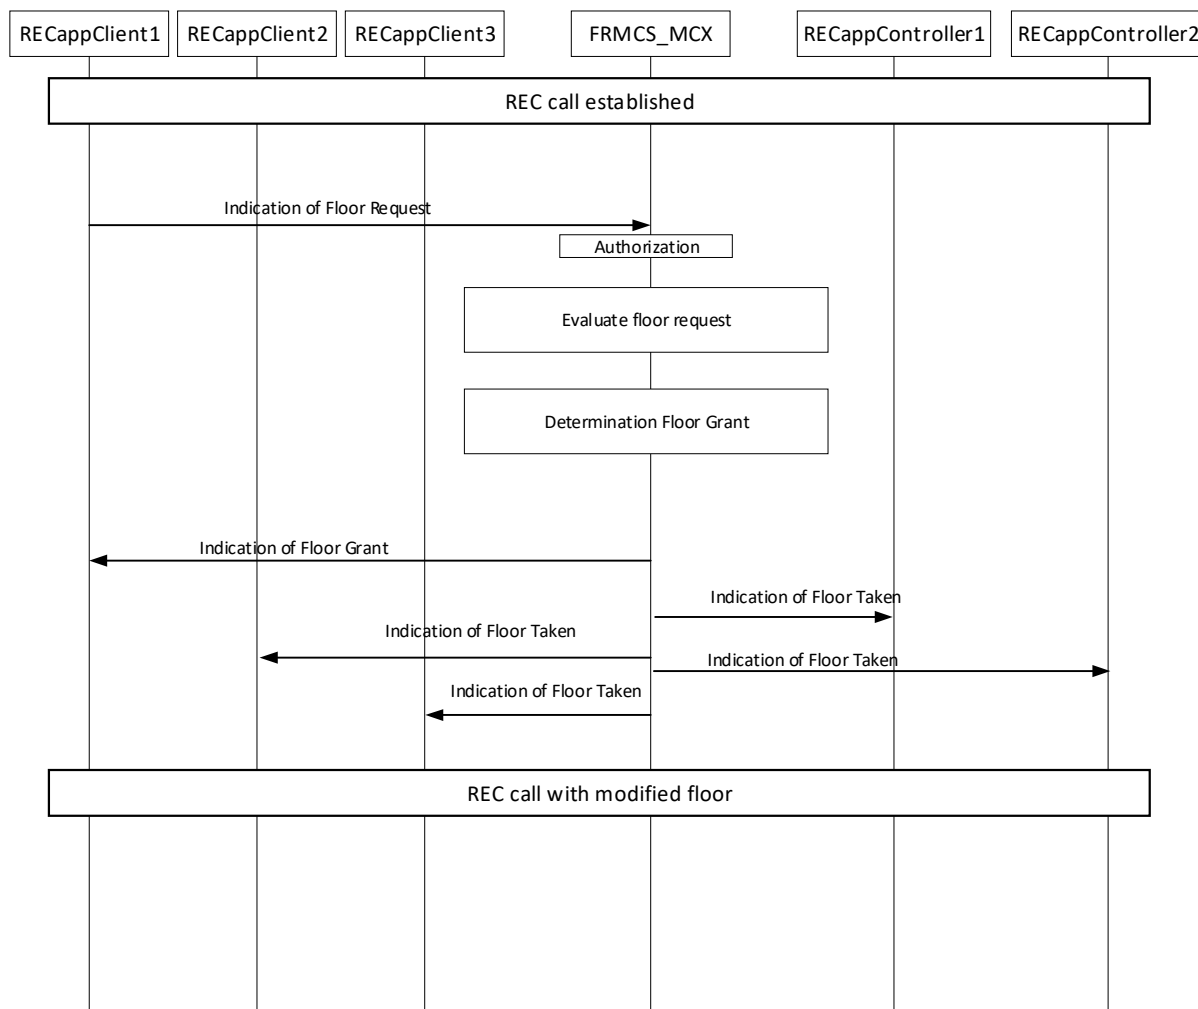 RECappClient1
RECappClient2
RECappClient3
FRMCS_MCX
RECappController1
RECappController2
REC call established
Indication of Floor Request
Authorization
Evaluate floor request
Determination Floor Grant
Indication of Floor Grant
Indication of Floor Taken
Indication of Floor Taken
Indication of Floor Taken
Indication of Floor Taken
REC call with modified floor